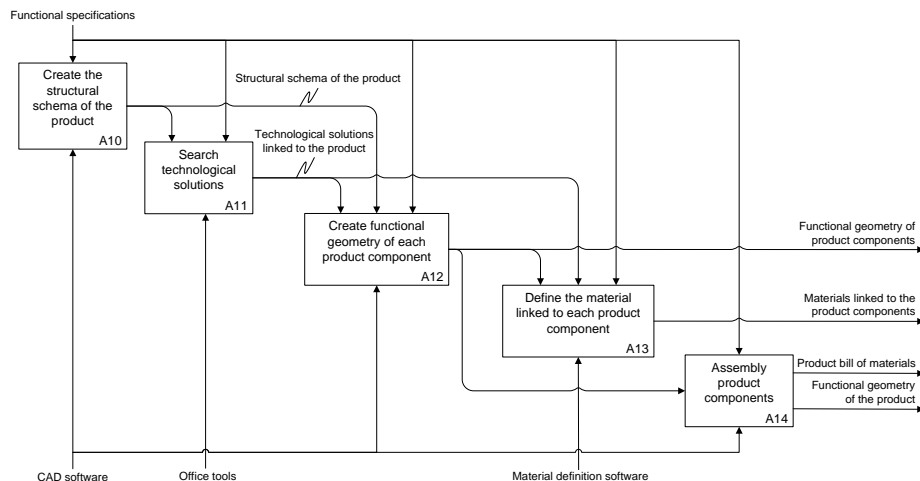 Functional specifications
Create the
structural
schema of the
product
A10
Structural schema of the product
Technological solutions
linked to the product
Search
technological
solutions
A11
Create functional
geometry of each
product component
A12
Functional geometry of
product components
Define the material
linked to each product
component
A13
Materials linked to the
product components
Assembly
product
components
A14
Product bill of materials
Functional geometry
of the product
CAD software
Office tools
Material definition software